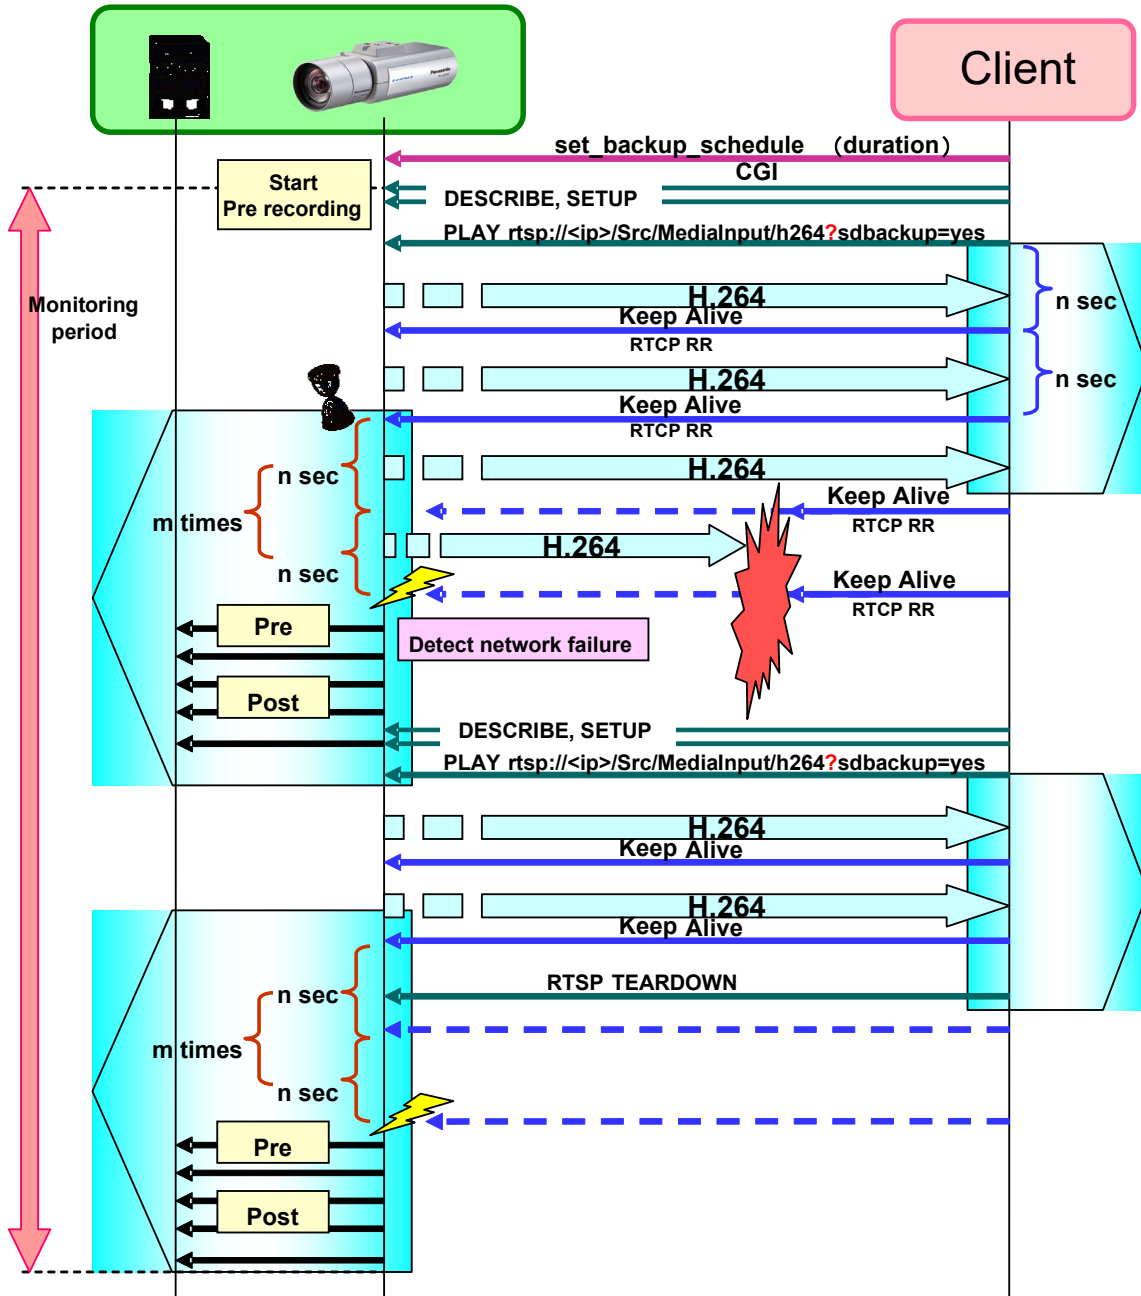 Panasonic
Client
set_backup_schedule （duration）
CGI
Start
Pre recording
DESCRIBE, SETUP
PLAY rtsp://<ip>/Src/MediaInput/h264?sdbackup=yes
Monitoring
period
H.264
n sec
Keep Alive
RTCP RR
H.264
n sec
Keep Alive
RTCP RR
n sec
H.264
m times
Keep Alive
RTCP RR
H.264
n sec
Keep Alive
RTCP RR
Pre
Detect network failure
Post
DESCRIBE, SETUP
PLAY rtsp://<ip>/Src/MediaInput/h264?sdbackup=yes
H.264
Keep Alive
H.264
Keep Alive
n sec
RTSP TEARDOWN
m times
n sec
Pre
Post